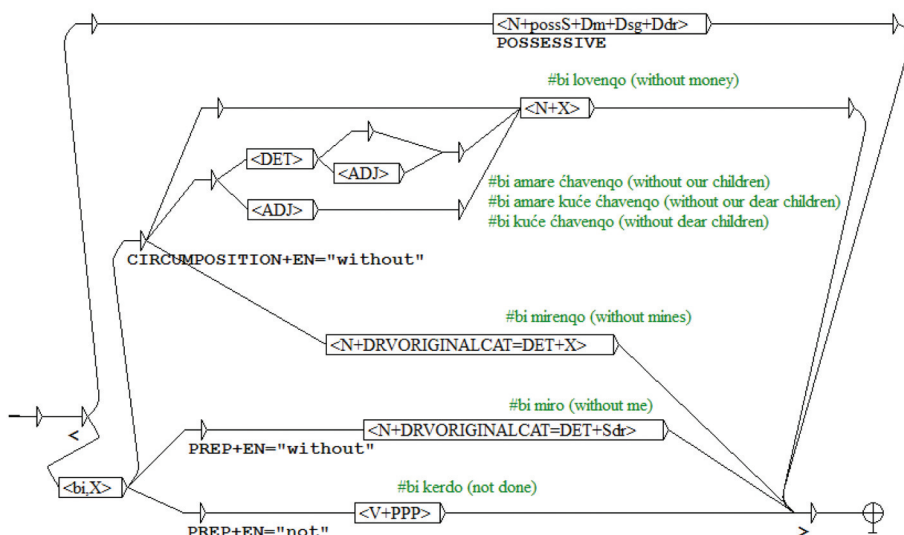 <N+possS+Dm+Dsg+Ddr>
POSSESSIVE
#bi lovenqo (without money)
<N+X>
<DET>
<ADJ>
<ADJ>
#bi amare ćhavenqo (without our children)
#bi amare kuće ćhavenqo (without our dear children)
#bi kuće ćhavenqo (without dear children)
CIRCUMPOSITION+EN="without"
#bi mirenqo (without mines)
<N+DRVORIGINALCAT=DET+X>
#bi miro (without me)
<
<N+DRVORIGINALCAT=DET+Sdr>
PREP+EN="without"
<bi,X>
#bi kerdo (not done)
<V+PPP>
PREP+EN="not"
>